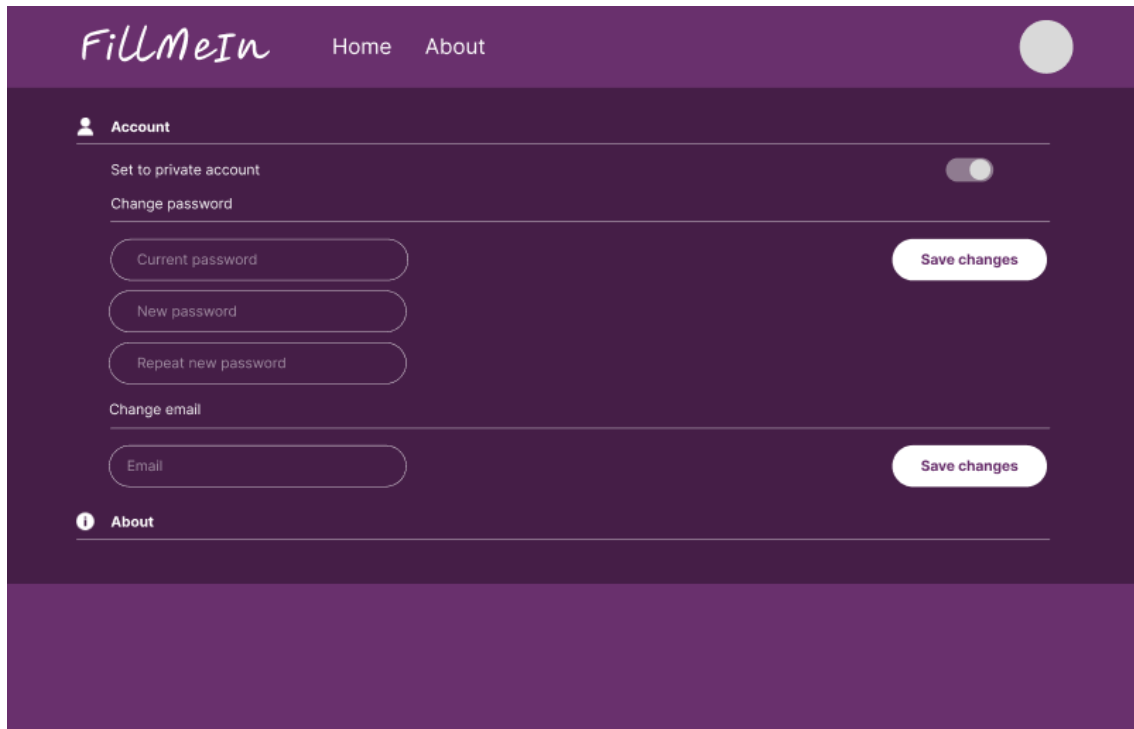 FillMeIn Home About
Account
Set to private account
Change password
Current password Save changes
New password
Repeat new password
Change email
Email Save changes
About